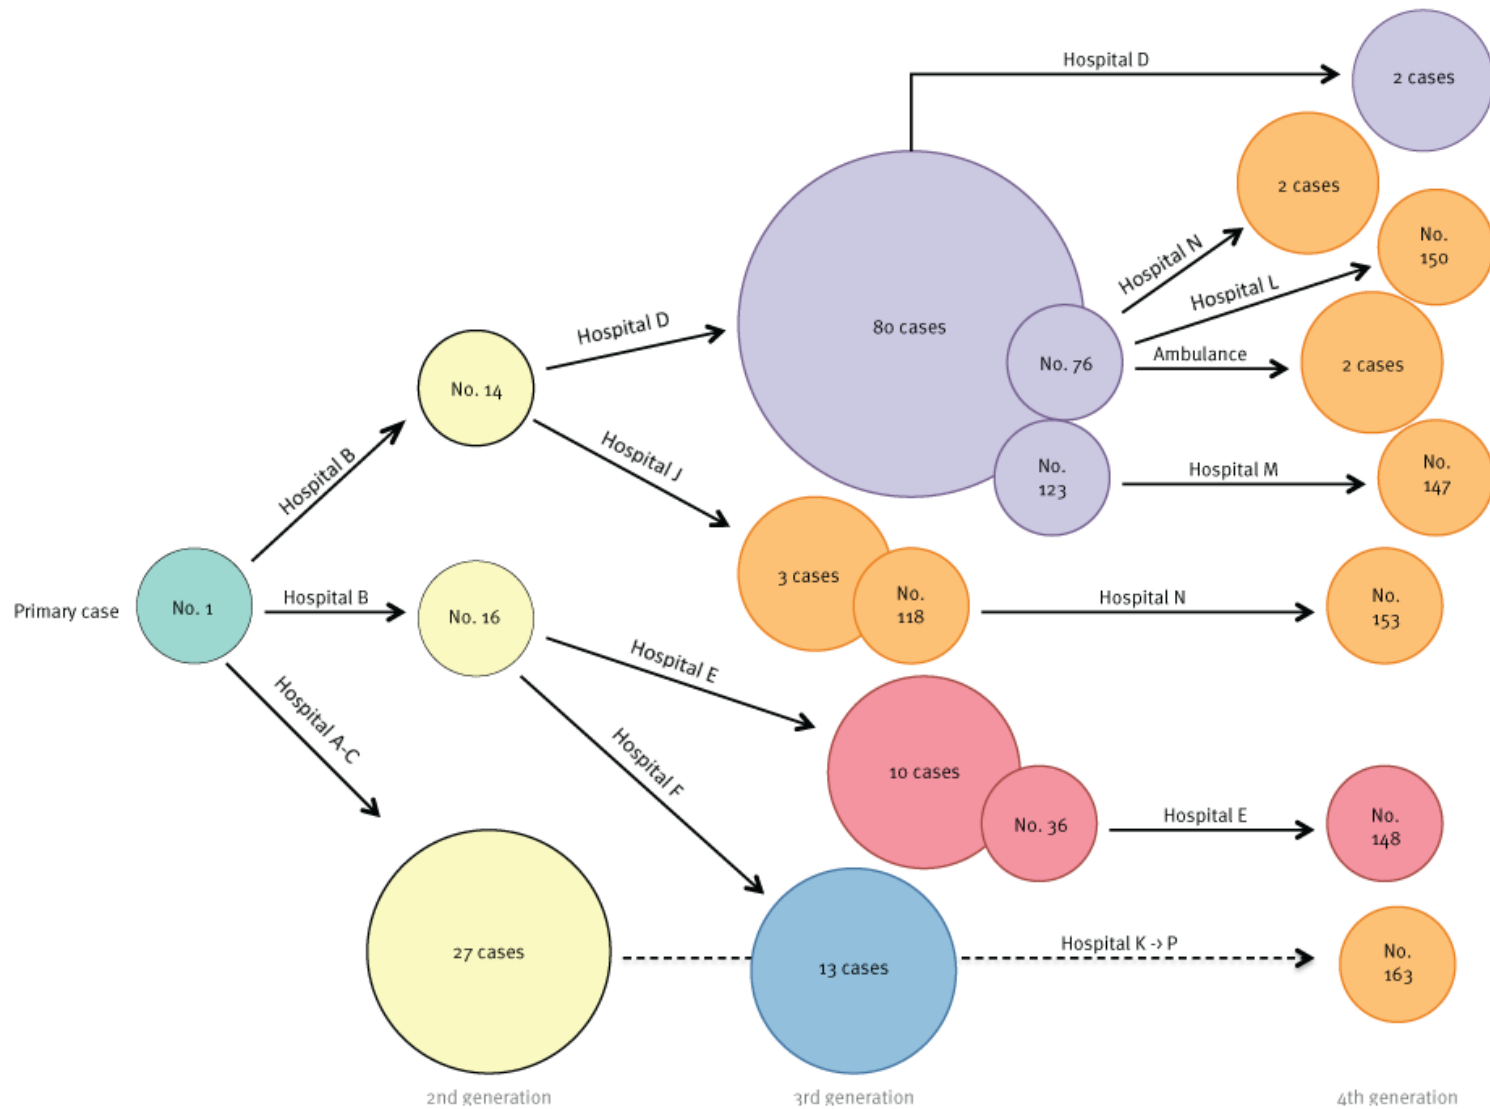 Hospital D
2 cases
2 cases
Hospital N
No.
150
Hospital L
80 cases
Hospital D
No. 76
Ambulance
2 cases
No. 14
Hospital B
Hospital J
No.
123
Hospital M
No.
147
3 cases
No.
118
Hospital N
No.
153
Primary case
No. 1
Hospital B
No. 16
Hospital E
Hospital A-C
Hospital F
10 cases
No. 36
Hospital E
No.
148
27 cases
13 cases
Hospital K -> P
No.
163
2nd generation
3rd generation
4th generation